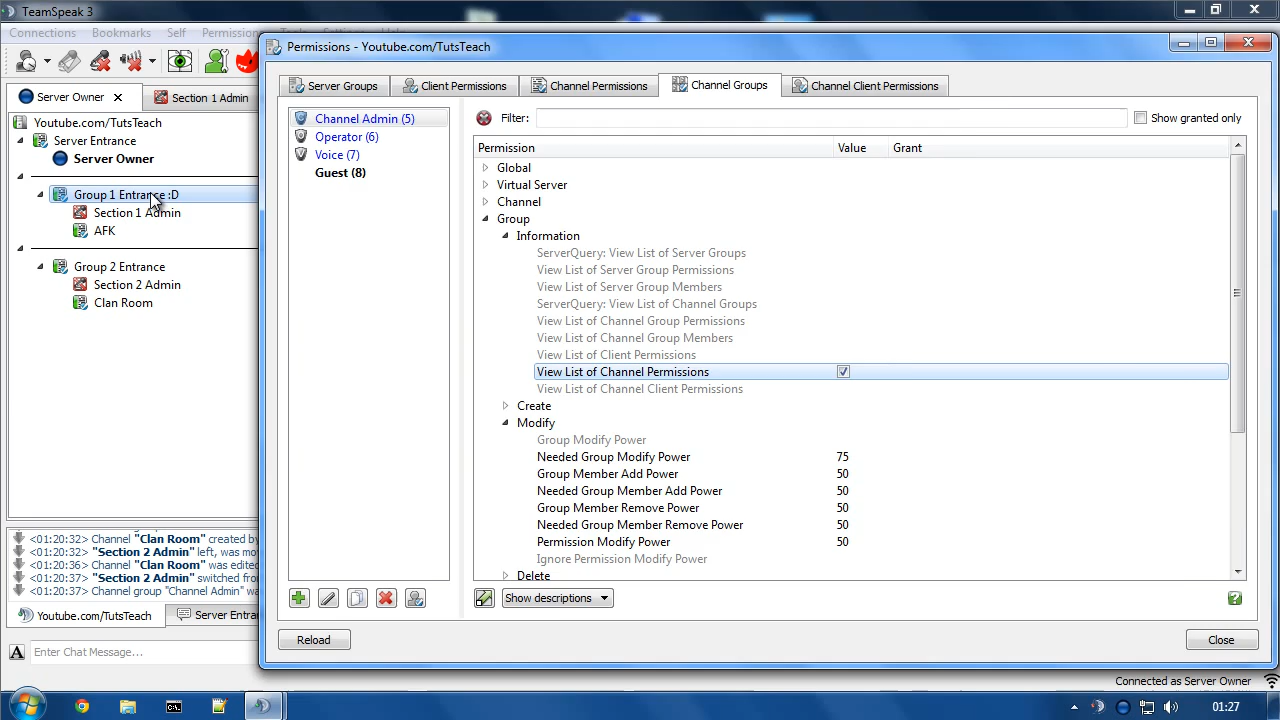 TeamSpeak 3
Connections Bookmarks Self Permissions
Permissions - Youtube.com/TutsTeach
Server Owner
Section 1 Admin
Youtube.com/TutsTeach
Server Entrance
Server Owner
Group 1 Entrance :D
Section 1 Admin
AFK
Group 2 Entrance
Section 2 Admin
Clan Room
<01:20:32> Channel "Clan Room" created by
<01:20:32> "Section 2 Admin" left, was mo
<01:20:36> Channel "Clan Room" was edited
<01:20:37> "Section 2 Admin" switched from
<01:20:37> Channel group "Channel Admin" wa
Youtube.com/TutsTeach
Server Entra
A
Enter Chat Message...
Server Groups
Client Permissions
Channel Permissions
Channel Groups
Channel Client Permissions
Channel Admin (5)
Operator (6)
Voice (7)
Guest (8)
Filter:
Show granted only
Permission Value Grant
Global
Virtual Server
Channel
Group
Information
ServerQuery: View List of Server Groups
View List of Server Group Permissions
View List of Server Group Members
ServerQuery: View List of Channel Groups
View List of Channel Group Permissions
View List of Channel Group Members
View List of Client Permissions
View List of Channel Permissions
View List of Channel Client Permissions
Create
Modify
Group Modify Power
Needed Group Modify Power 75
Group Member Add Power 50
Needed Group Member Add Power 50
Group Member Remove Power 50
Needed Group Member Remove Power 50
Permission Modify Power 50
Ignore Permission Modify Power
Delete
Show descriptions
Reload
Close
Connected as Server Owner
01:27